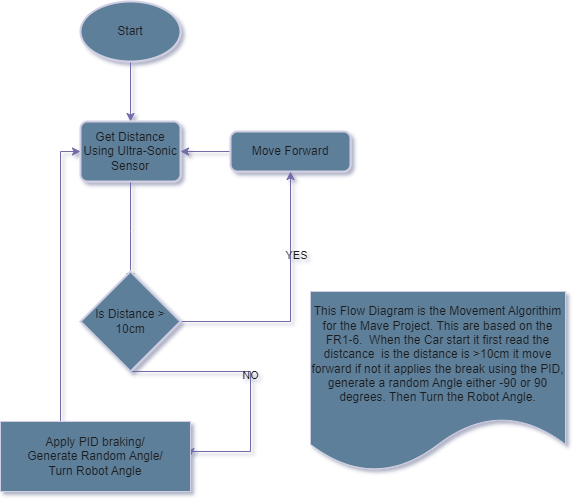 Start
Get Distance
Using Ultra-Sonic
Sensor
Move Forward
YES
Is Distance >
10cm
NO
Apply PID braking/
Generate Random Angle/
Turn Robot Angle
This Flow Diagram is the Movement Algorithim
for the Mave Project. This are based on the
FR1-6.  When the Car start it first read the
distcance  is the distance is >10cm it move
forward if not it applies the break using the PID,
generate a random Angle either -90 or 90
degrees. Then Turn the Robot Angle.